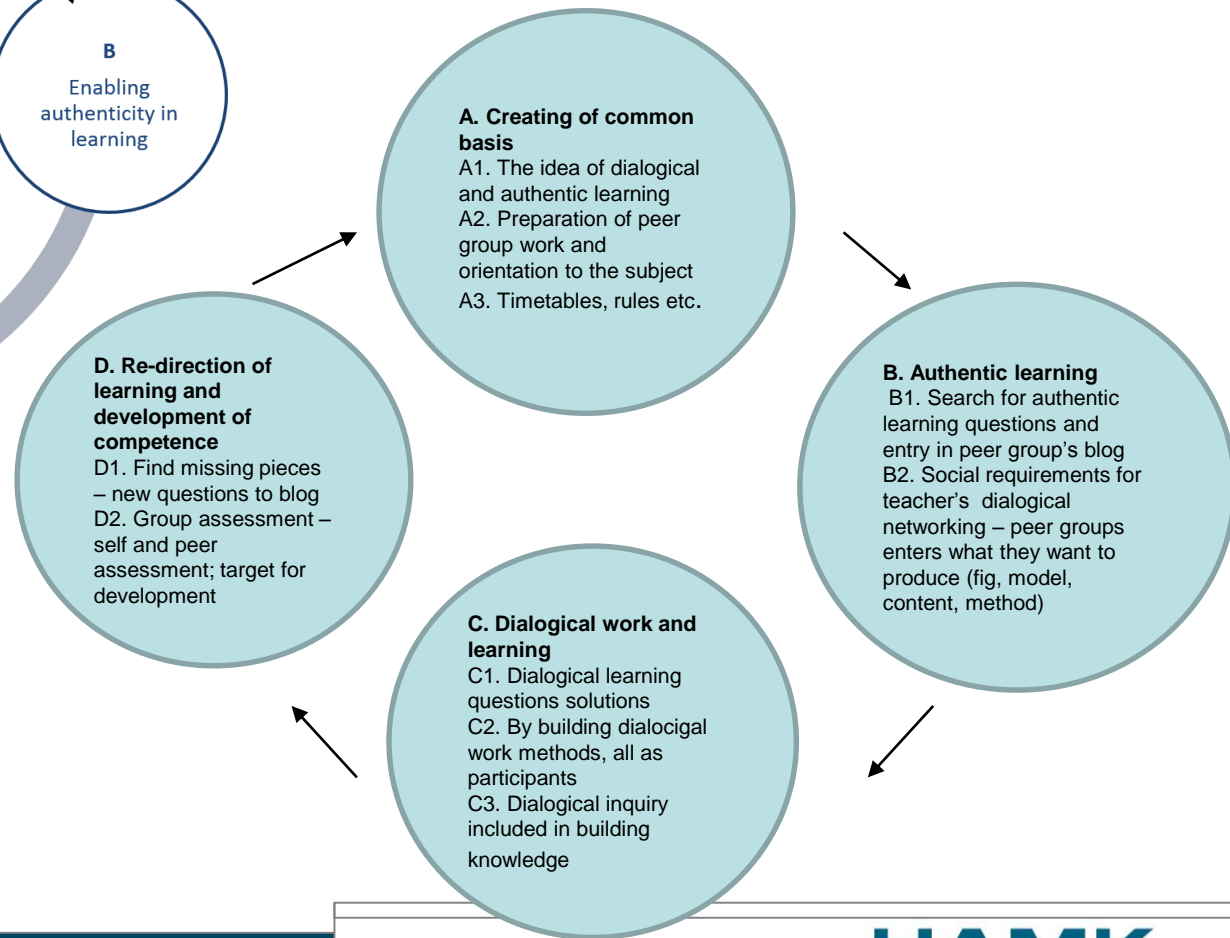 B
Enabling
authenticity in
learning
A. Creating of common
basis
A1. The idea of dialogical
and authentic learning
A2. Preparation of peer
group work and
orientation to the subject
A3. Timetables, rules etc.
B. Authentic learning
B1. Search for authentic
learning questions and
entry in peer group's blog
B2. Social requirements for
teacher's dialogical
networking – peer groups
enters what they want to
produce (fig, model,
content, method)
C. Dialogical work and
learning
C1. Dialogical learning
questions solutions
C2. By building dialocigal
work methods, all as
participants
C3. Dialogical inquiry
included in building
knowledge
D. Re-direction of
learning and
development of
competence
D1. Find missing pieces
– new questions to blog
D2. Group assessment –
self and peer
assessment; target for
development
HAMK